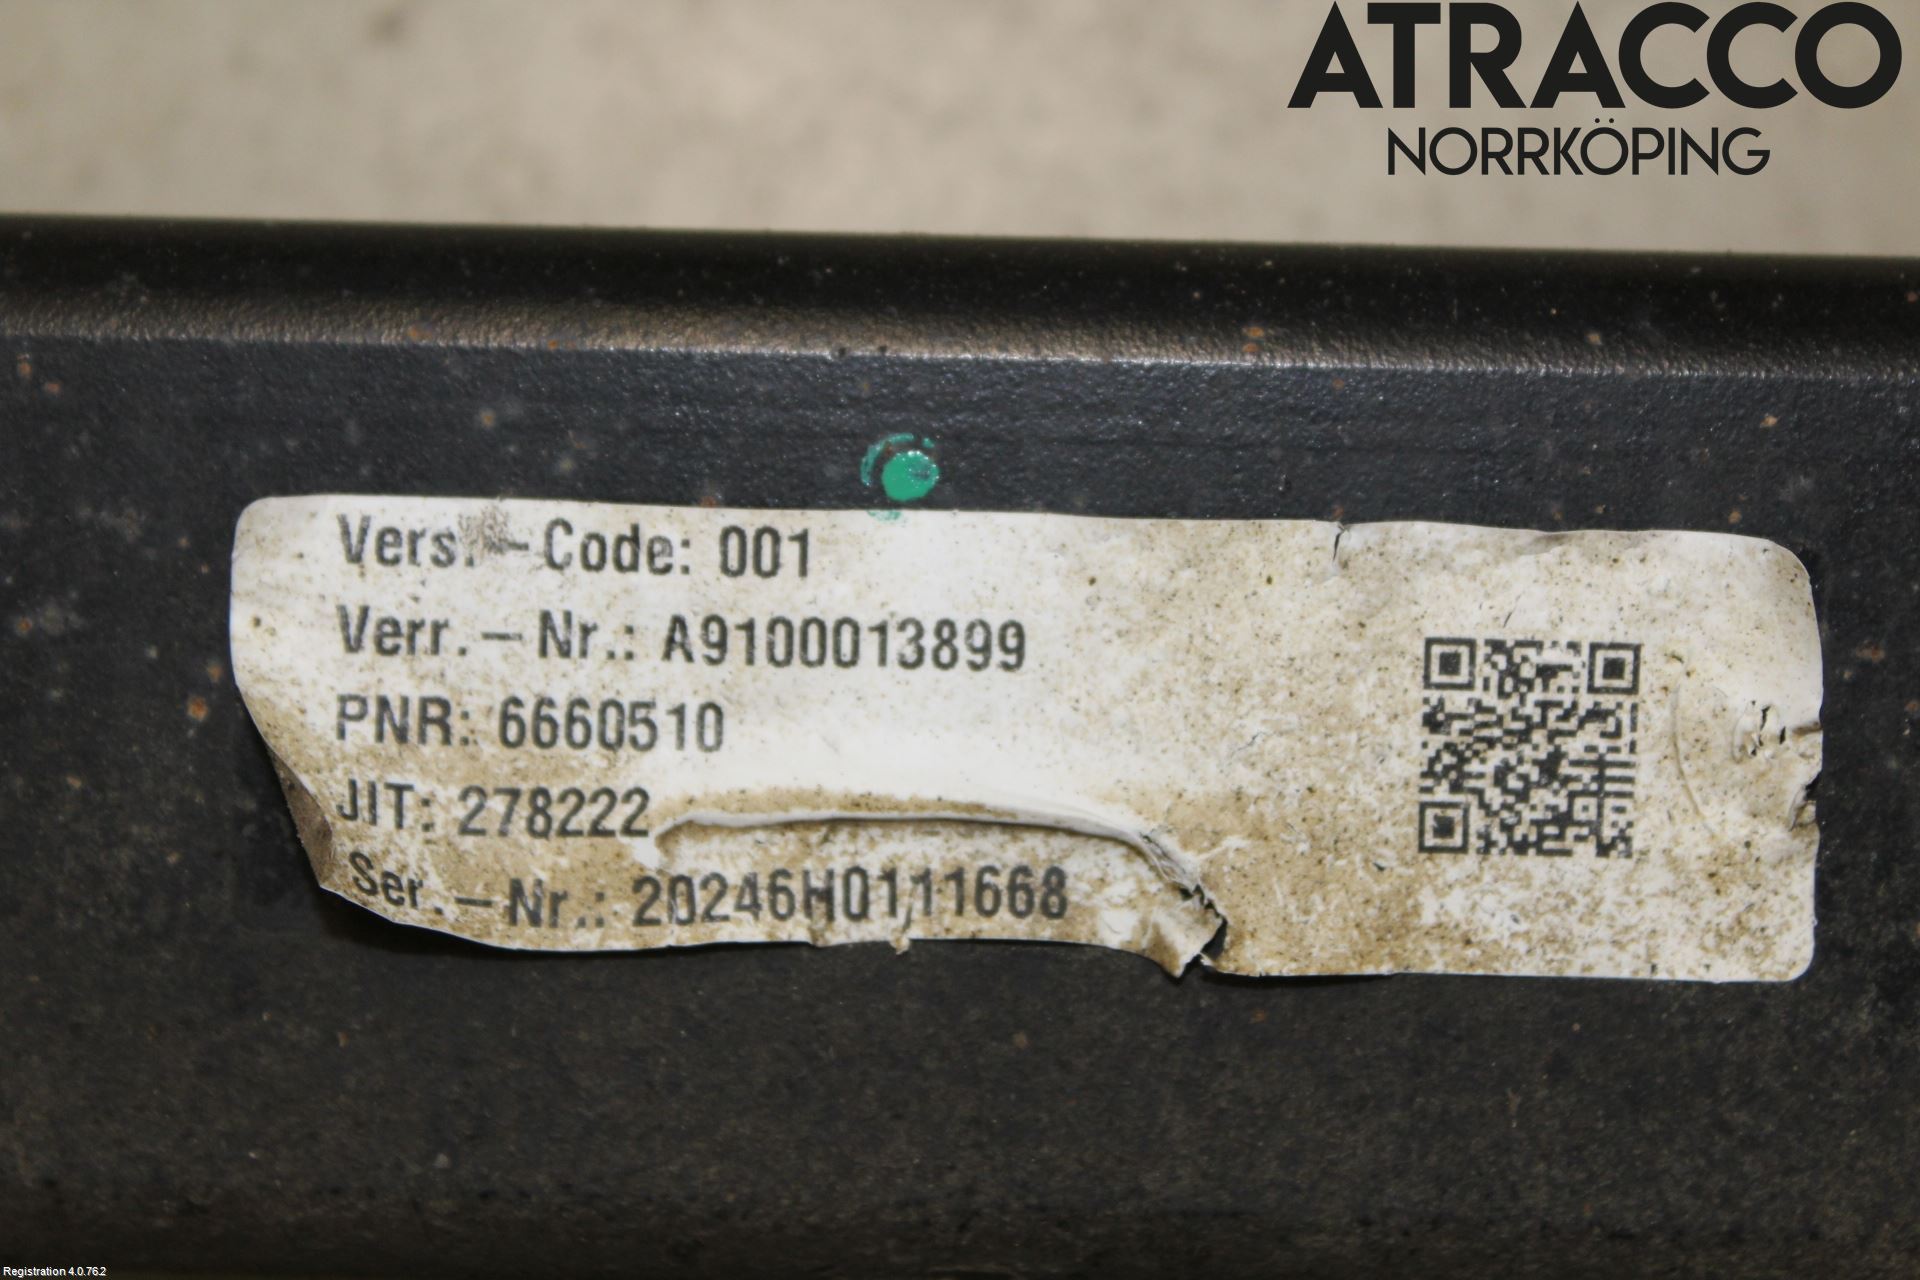 ATRACCO
NORRKÖPING
Vers.-Code: 001
Verr.-Nr.: A9100013899
PNR: 6660510
JIT: 278222
Ser.-Nr.: 20246H0111668
Registration 4.0.76.2